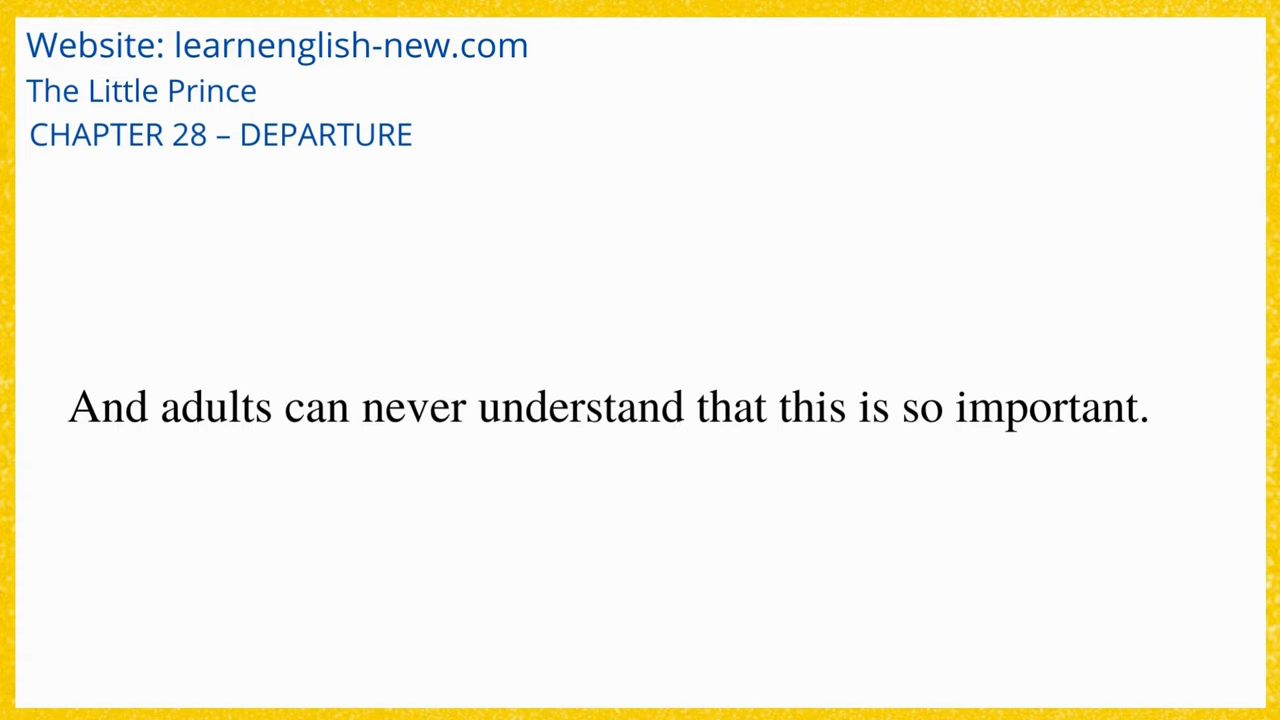 Website: learnenglish-new.com
The Little Prince
CHAPTER 28 – DEPARTURE
And adults can never understand that this is so important.